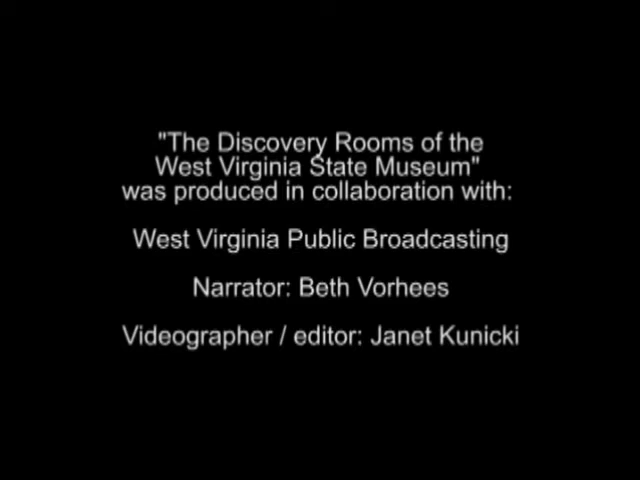 "The Discovery Rooms of the
West Virginia State Museum"
was produced in collaboration with:
West Virginia Public Broadcasting
Narrator: Beth Vorhees
Videographer / editor: Janet Kunicki